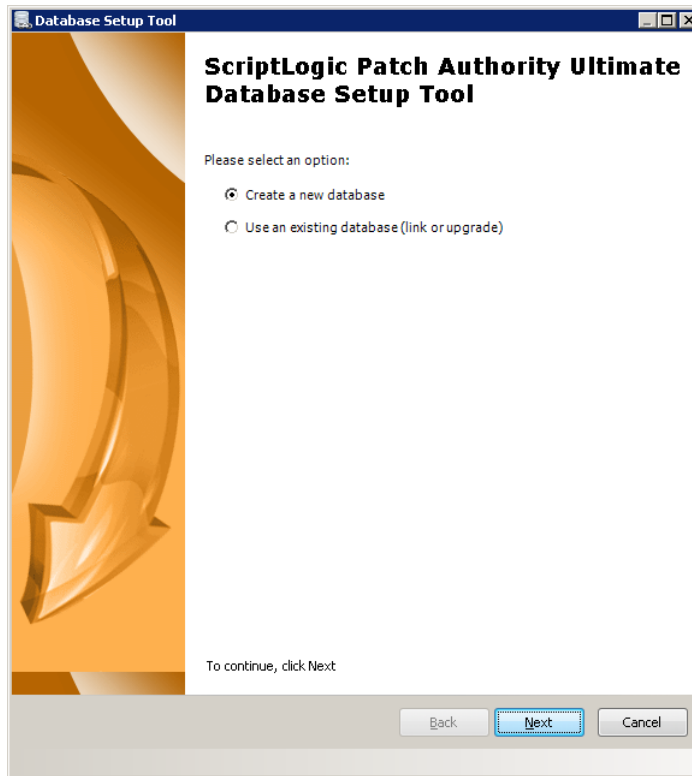 Database Setup Tool
ScriptLogic Patch Authority Ultimate
Database Setup Tool
Please select an option:
Create a new database
Use an existing database (link or upgrade)
To continue, click Next
Back
Next
Cancel